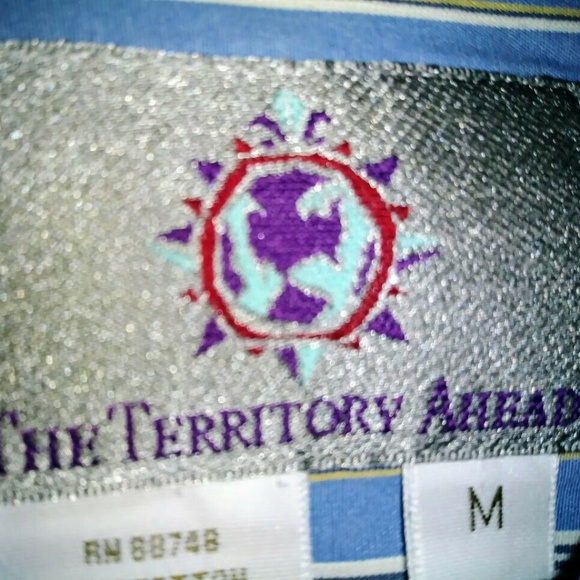 THE TERRITORY AHEAD
M
RN 88748